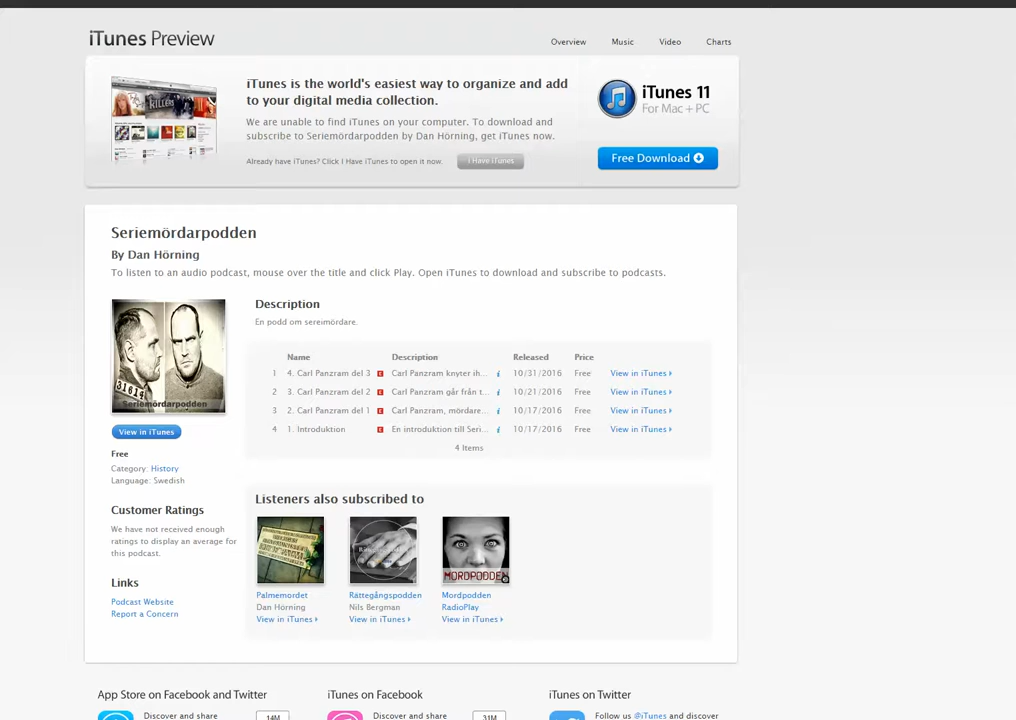 iTunes Preview
Overview Music Video Charts
iTunes is the world's easiest way to organize and add
to your digital media collection.
We are unable to find iTunes on your computer. To download and
subscribe to Seriemördarpodden by Dan Hörning, get iTunes now.
Already have iTunes? Click I Have iTunes to open it now. I Have iTunes
iTunes 11
For Mac + PC
Free Download
Seriemördarpodden
By Dan Hörning
To listen to an audio podcast, mouse over the title and click Play. Open iTunes to download and subscribe to podcasts.
31614
Seriemördarpodden
View in iTunes
Free
Category: History
Language: Swedish
Customer Ratings
We have not received enough
ratings to display an average for
this podcast.
Links
Podcast Website
Report a Concern
Description
En podd om sereimördare.
Name Description Released Price
1 4. Carl Panzram del 3 E Carl Panzram knyter ih... i 10/31/2016 Free View in iTunes
2 3. Carl Panzram del 2 E Carl Panzram går från t... i 10/21/2016 Free View in iTunes
3 2. Carl Panzram del 1 E Carl Panzram, mördare... i 10/17/2016 Free View in iTunes
4 1. Introduktion E En introduktion till Seri... i 10/17/2016 Free View in iTunes
4 Items
Listeners also subscribed to
MORDPODDEN
Palmemordet
Dan Hörning
View in iTunes
Rättegångspodden
Nils Bergman
View in iTunes
Mordpodden
RadioPlay
View in iTunes
App Store on Facebook and Twitter
Discover and share
14M
iTunes on Facebook
Discover and share
31M
iTunes on Twitter
Follow us @iTunes and discover